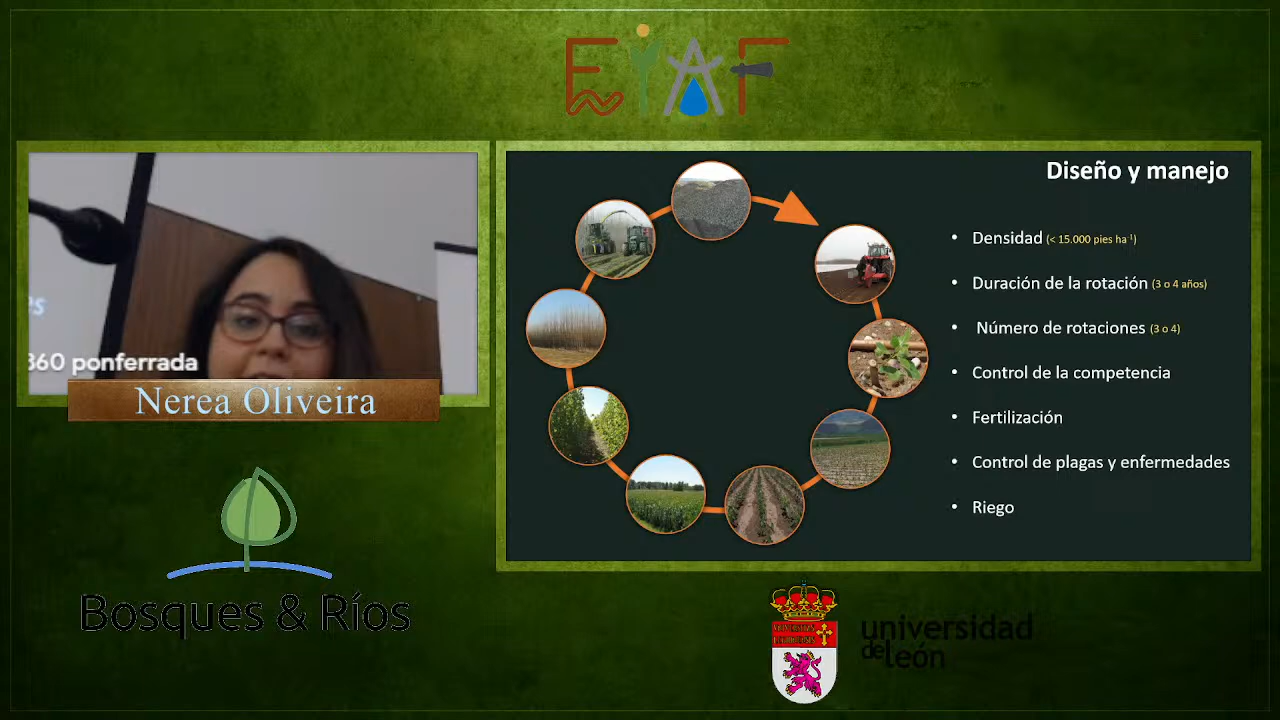 EIAF
Diseño y manejo
• Densidad (< 15.000 pies ha⁻¹)
• Duración de la rotación (3 o 4 años)
• Número de rotaciones (3 o 4)
• Control de la competencia
• Fertilización
• Control de plagas y enfermedades
• Riego
360 ponferrada
Nerea Oliveira
Bosques & Ríos
universidad
de león